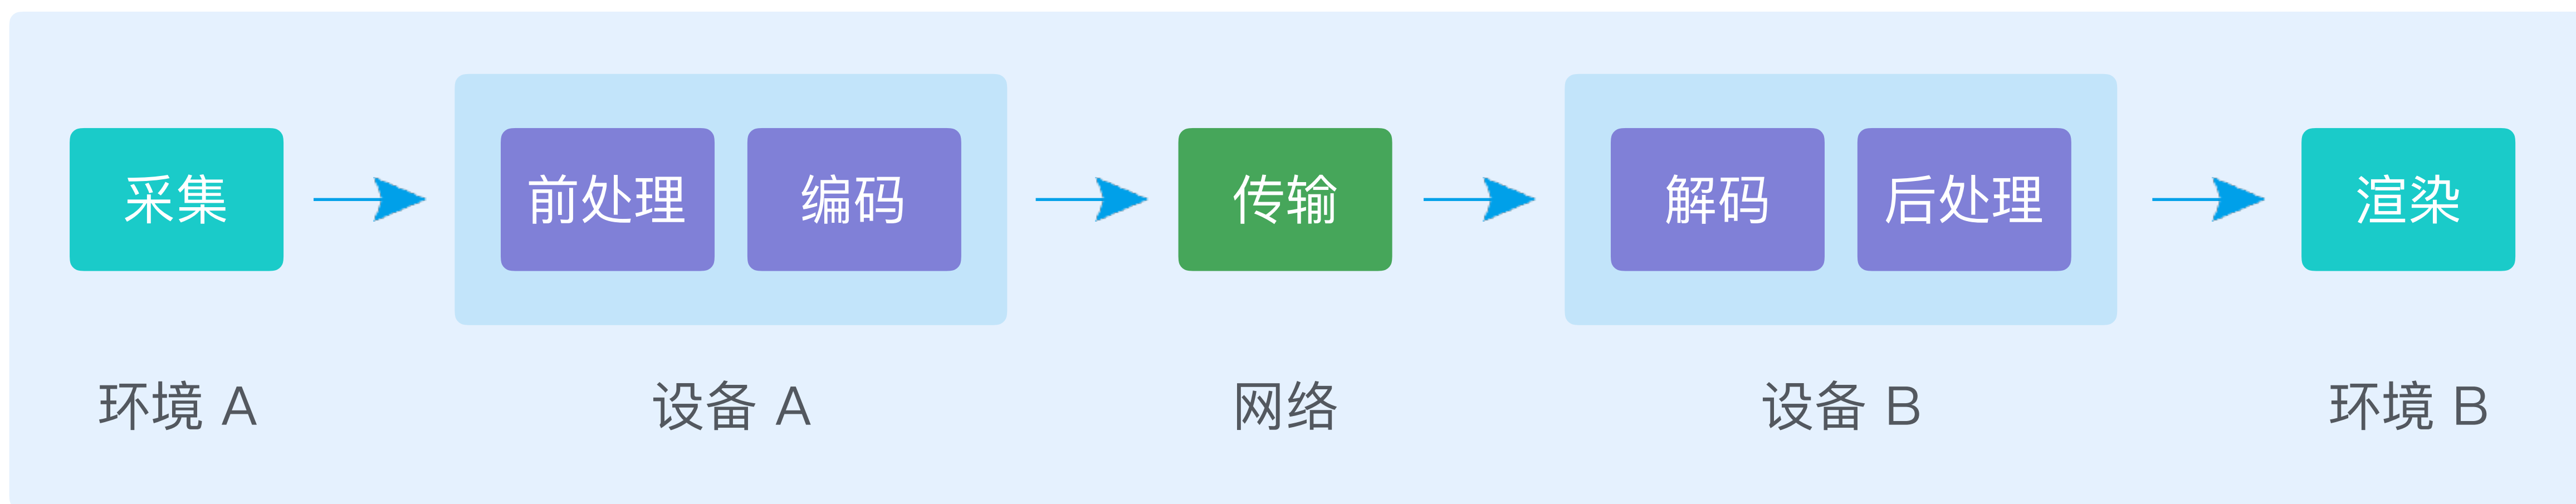 采集
前处理
编码
传输
解码
后处理
渲染
环境 A
设备 A
网络
设备 B
环境 B